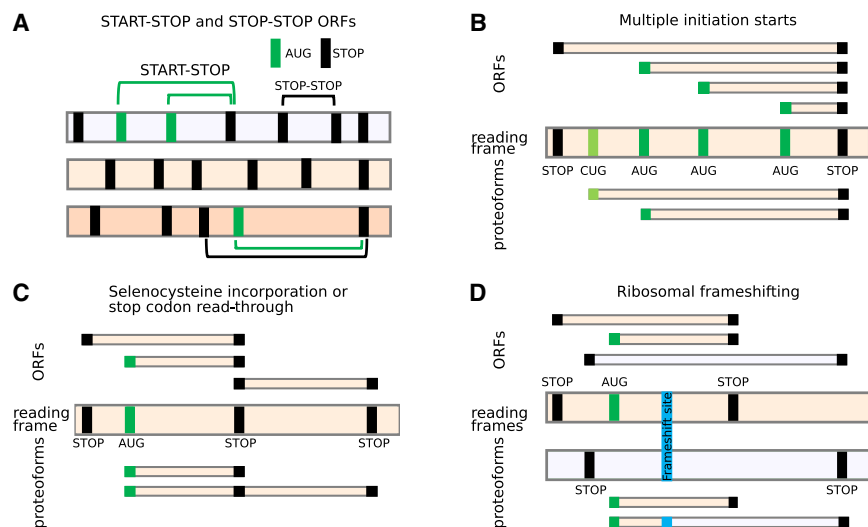 A
START-STOP and STOP-STOP ORFs
AUG
STOP
START-STOP
STOP-STOP
B
Multiple initiation starts
ORFs
reading
frame
STOP CUG AUG AUG AUG STOP
proteoforms
C
Selenocysteine incorporation or
stop codon read-through
ORFs
reading
frame
STOP AUG STOP STOP
proteoforms
D
Ribosomal frameshifting
ORFs
STOP AUG STOP
reading
frames
Frameshift site
STOP STOP
proteoforms